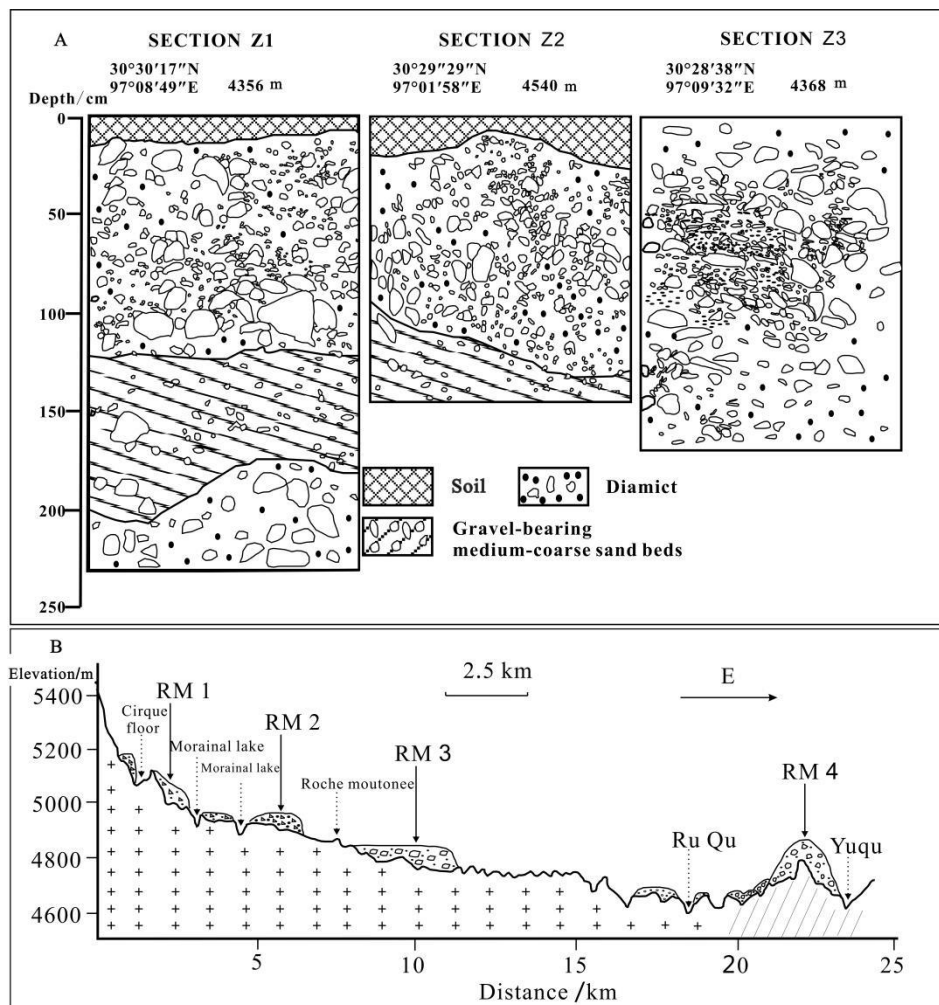 A
SECTION Z1
30°30′17″N
97°08′49″E 4356 m
SECTION Z2
30°29′29″N
97°01′58″E 4540 m
SECTION Z3
30°28′38″N
97°09′32″E 4368 m
Depth/cm
0
50
100
150
200
250
Soil
Diamict
Gravel-bearing
medium-coarse sand beds
B
Elevation/m
5400
5200
5000
4800
4600
2.5 km
E
RM 1
Cirque
floor
Morainal lake
Morainal lake
RM 2
Roche moutonee
RM 3
Ru Qu
RM 4
Yuqu
5
10
15
20
25
Distance /km